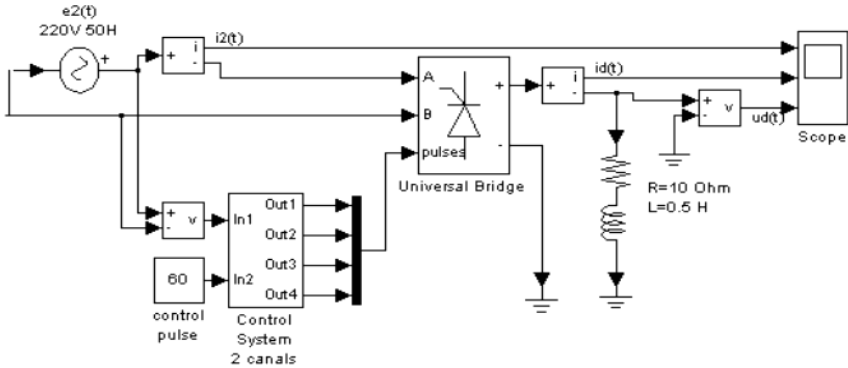 e2(t)
220V 50H
+
+
i
-
i2(t)
A
B
pulses
+
-
Universal Bridge
+
i
-
id(t)
+
-
v
ud(t)
Scope
R=10 Ohm
L=0.5 H
+
-
v
In1
In2
Out1
Out2
Out3
Out4
60
control
pulse
Control
System
2 canals